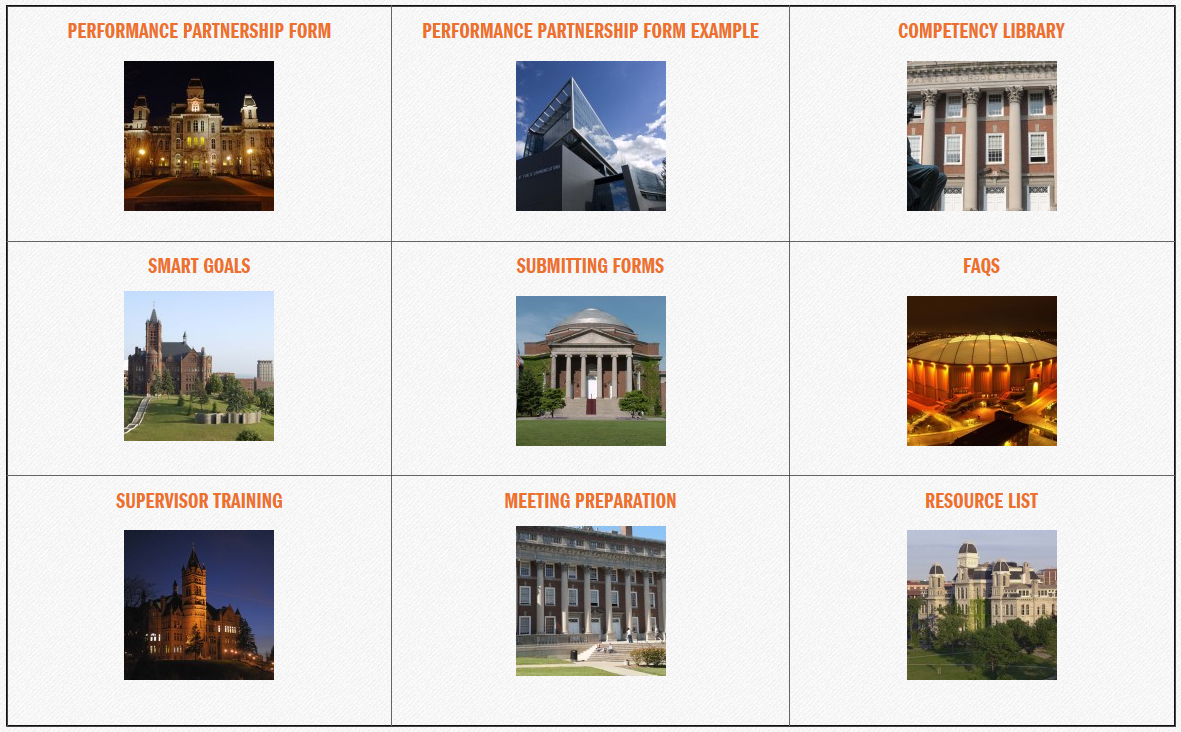 PERFORMANCE PARTNERSHIP FORM
PERFORMANCE PARTNERSHIP FORM EXAMPLE
COMPETENCY LIBRARY
SMART GOALS
SUBMITTING FORMS
FAQS
SUPERVISOR TRAINING
MEETING PREPARATION
RESOURCE LIST